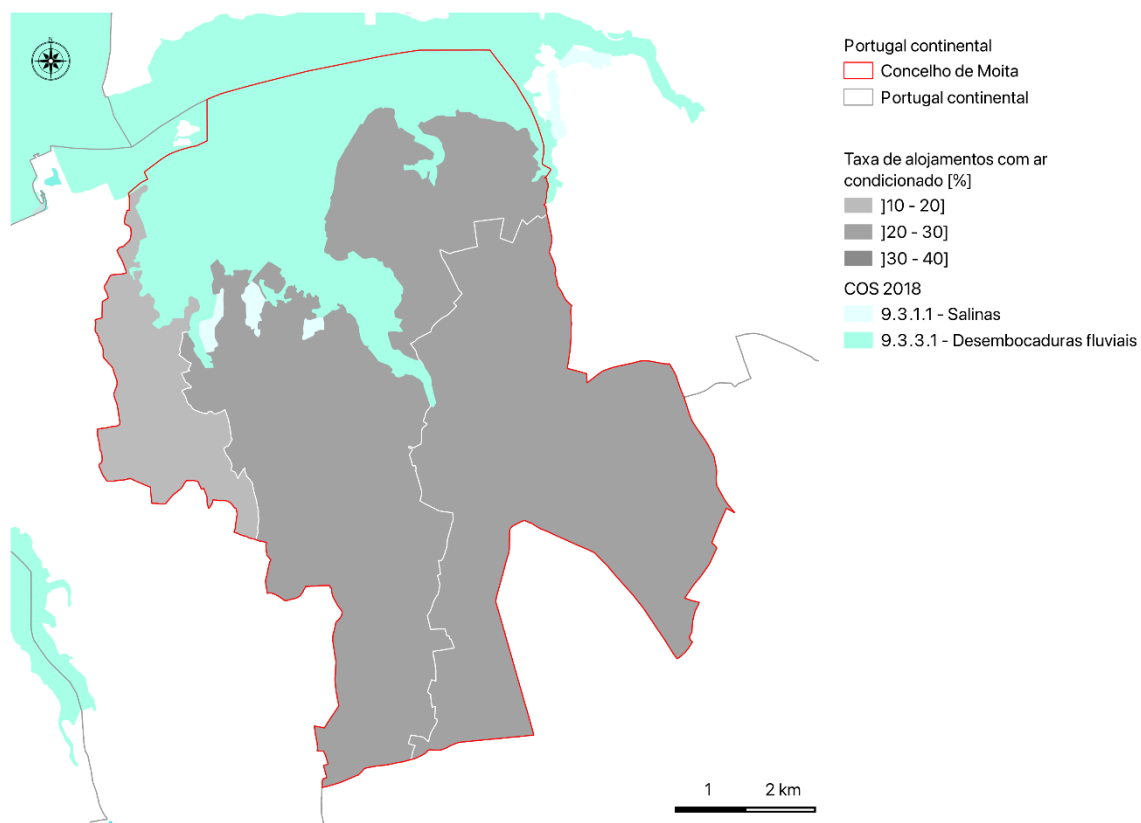 Portugal continental
Concelho de Moita
Portugal continental
Taxa de alojamentos com ar
condicionado [%]
]10 - 20]
]20 - 30]
]30 - 40]
COS 2018
9.3.1.1 - Salinas
9.3.3.1 - Desembocaduras fluviais
1 2 km